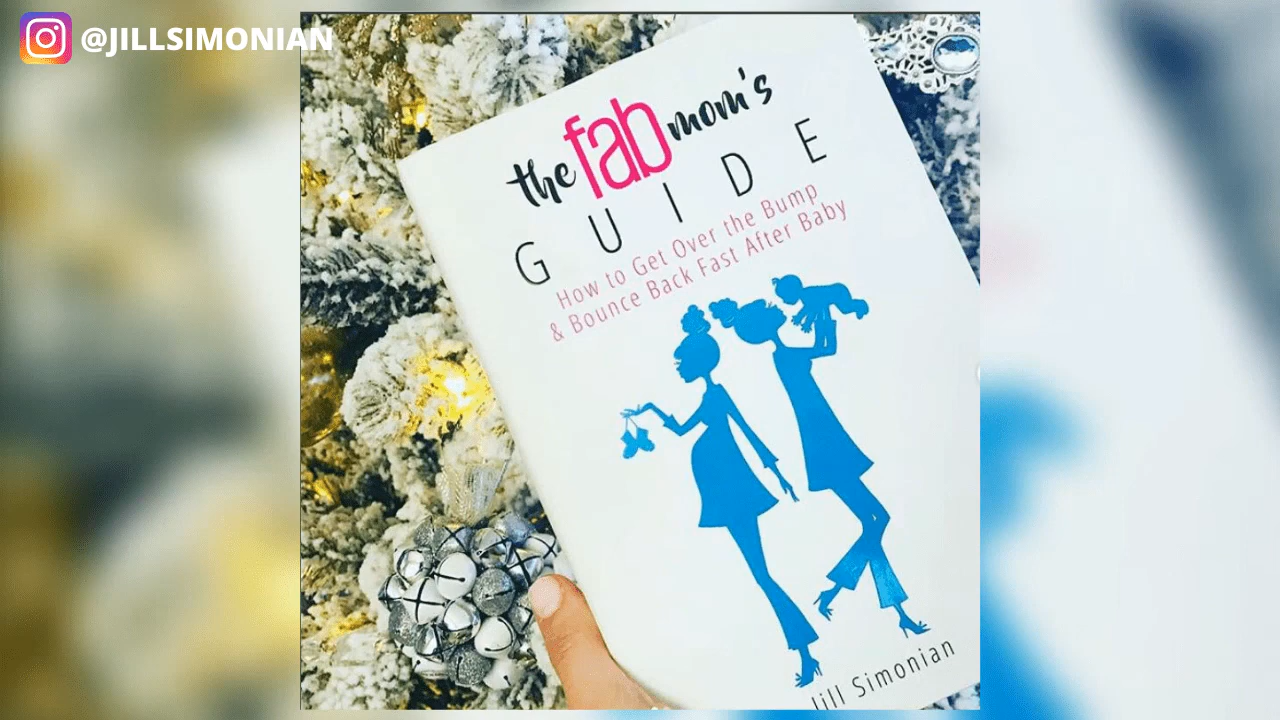 @JILLSIMONIAN
the fab mom's
GUIDE
How to Get Over the Bump
& Bounce Back Fast After Baby
Jill Simonian